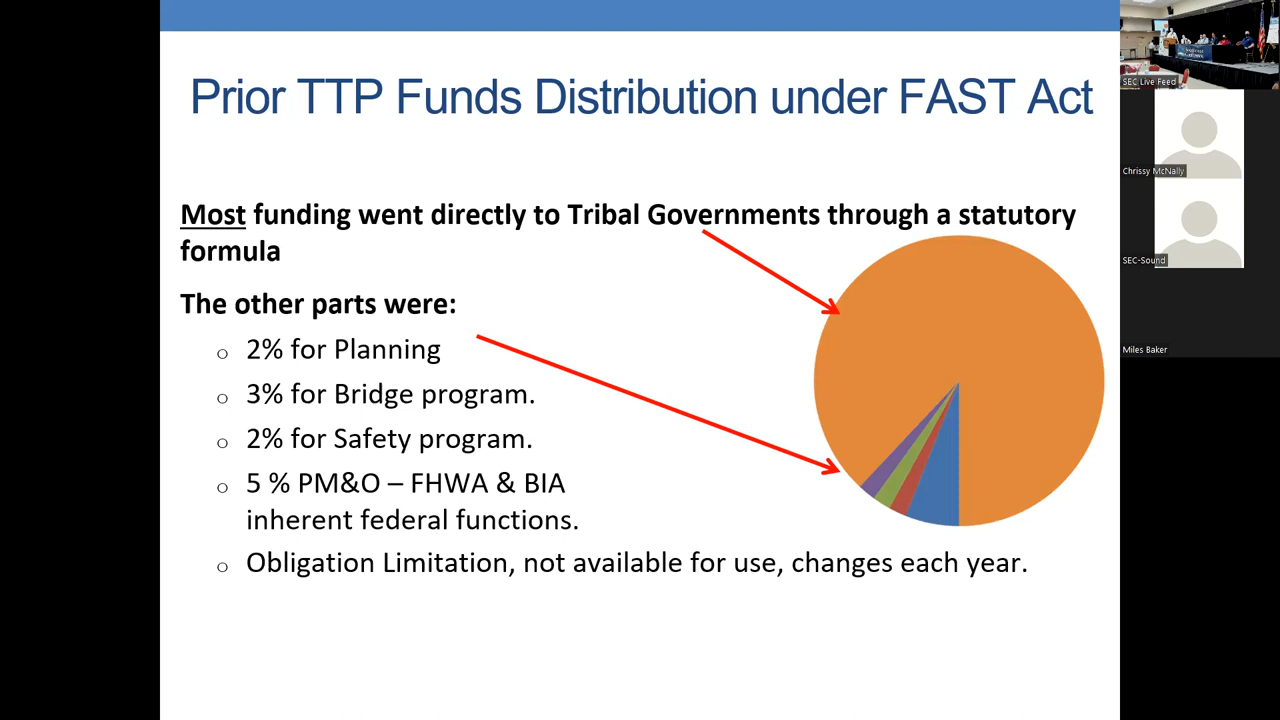 Prior TTP Funds Distribution under FAST Act
Most funding went directly to Tribal Governments through a statutory
formula
The other parts were:
o 2% for Planning
o 3% for Bridge program.
o 2% for Safety program.
o 5 % PM&O – FHWA & BIA
inherent federal functions.
o Obligation Limitation, not available for use, changes each year.
SEC Live Feed
Chrissy McNally
SEC-Sound
Miles Baker